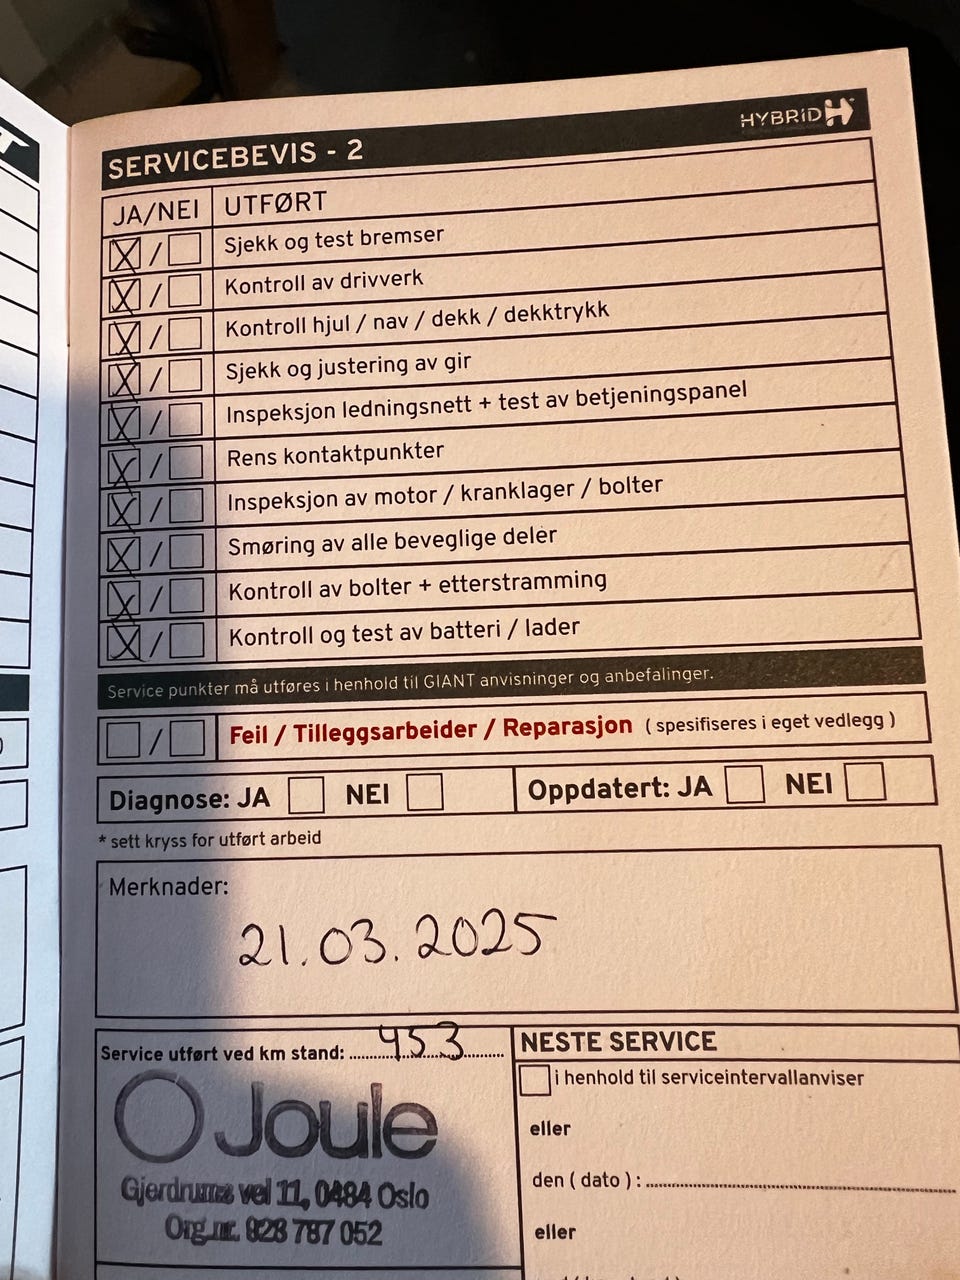 HYBRID
SERVICEBEVIS - 2
JA/NEI UTFØRT
X / Sjekk og test bremser
X / Kontroll av drivverk
X / Kontroll hjul / nav / dekk / dekktrykk
X / Sjekk og justering av gir
X / Inspeksjon ledningsnett + test av betjeningspanel
X / Rens kontaktpunkter
X / Inspeksjon av motor / kranklager / bolter
X / Smøring av alle beveglige deler
X / Kontroll av bolter + etterstramming
X / Kontroll og test av batteri / lader
Service punkter må utføres i henhold til GIANT anvisninger og anbefalinger.
/ Feil / Tilleggsarbeider / Reparasjon ( spesifiseres i eget vedlegg )
Diagnose: JA NEI Oppdatert: JA NEI
* sett kryss for utført arbeid
Merknader:
21.03.2025
Service utført ved km stand: 453
Joule
Gjerdrums vei 11, 0484 Oslo
Org.nr. 928 787 052
NESTE SERVICE
i henhold til serviceintervallanviser
eller
den ( dato ) :
eller